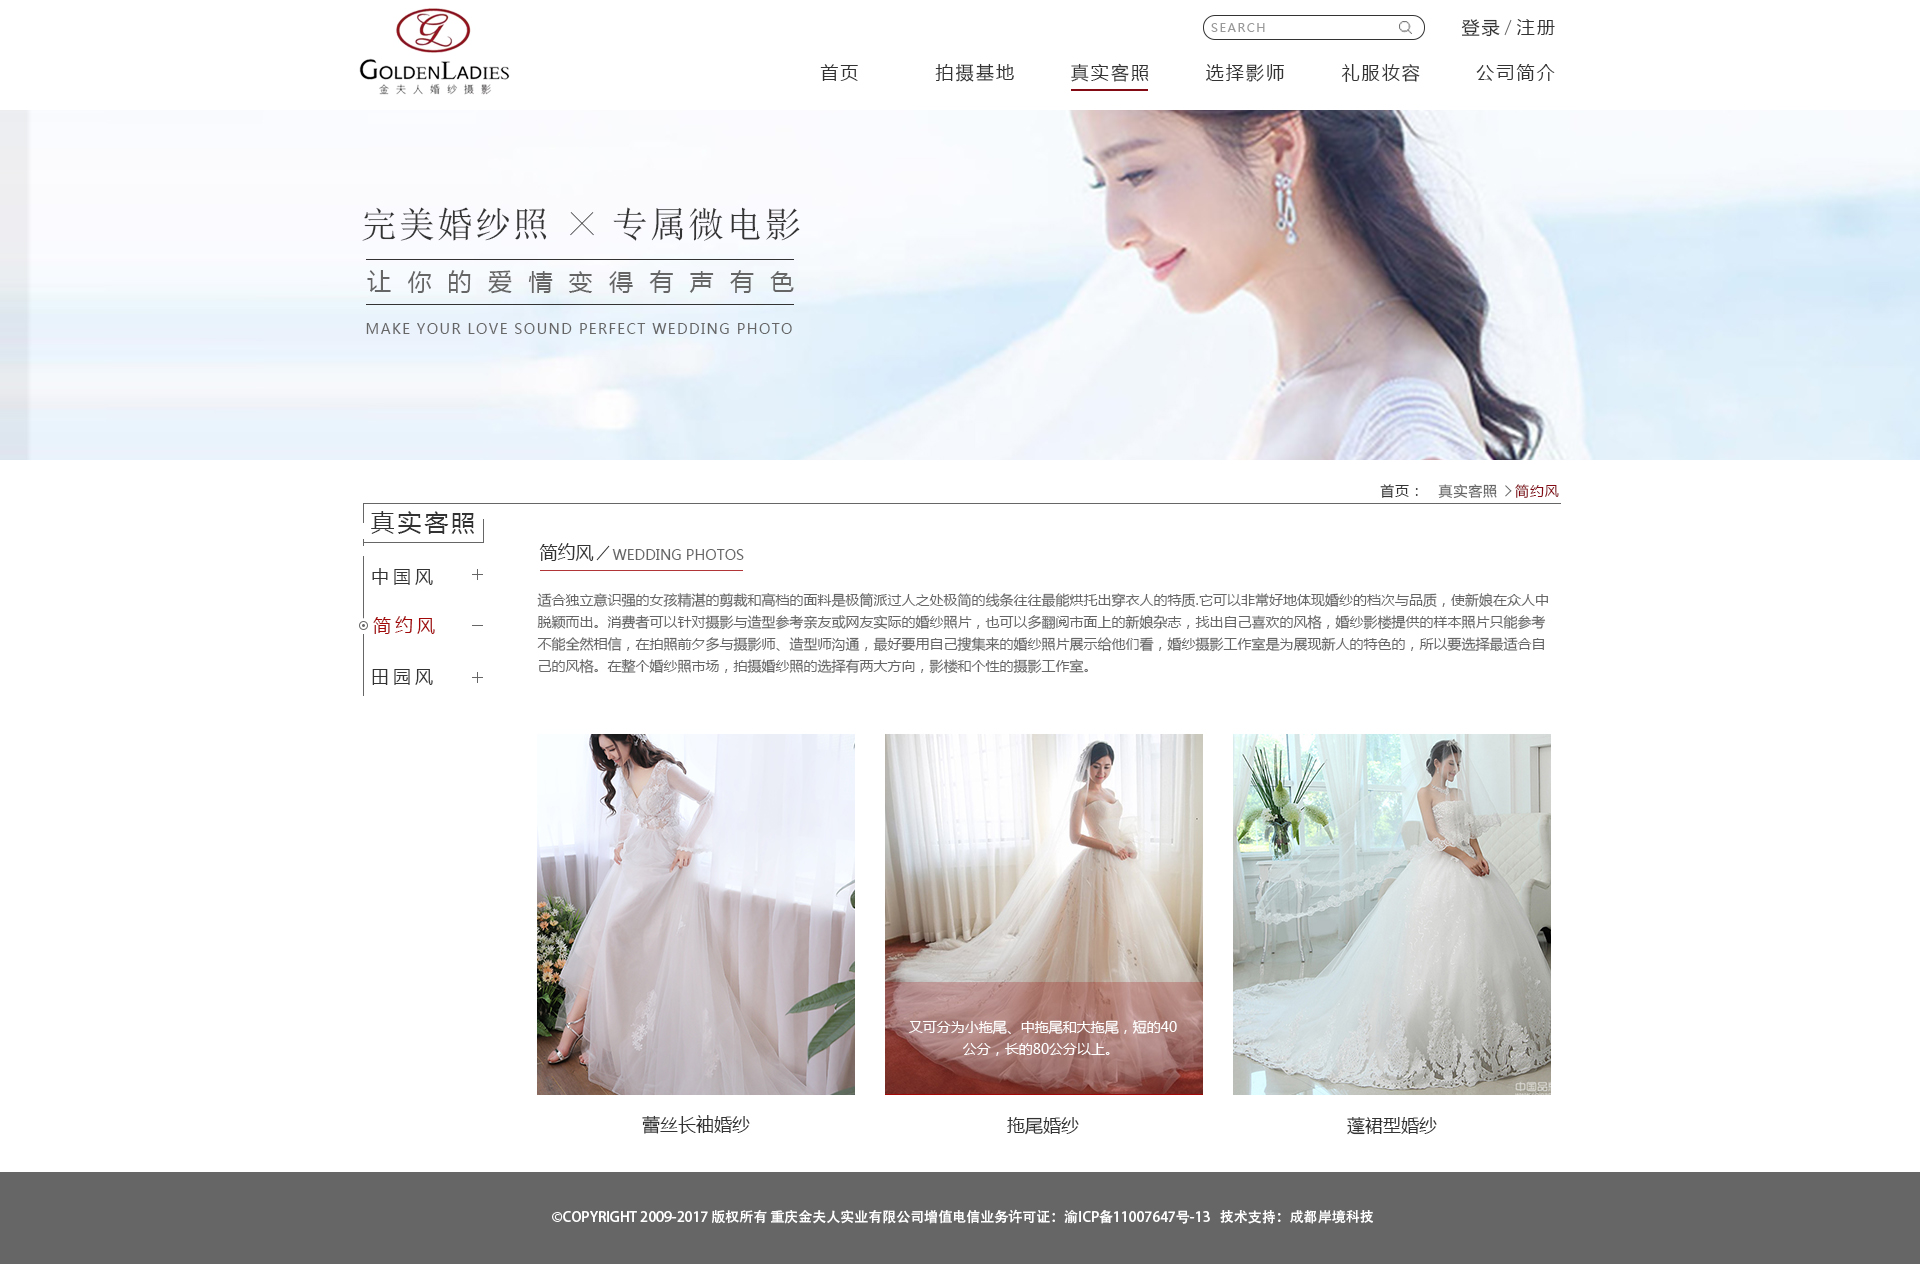 GOLDENLADIES
金夫人婚纱摄影
SEARCH
登录 / 注册
首页 拍摄基地 真实客照 选择影师 礼服妆容 公司简介
完美婚纱照 × 专属微电影
让你的爱情变得有声有色
MAKE YOUR LOVE SOUND PERFECT WEDDING PHOTO
首页： 真实客照 >简约风
真实客照
中国风 +
简约风 —
田园风 +
简约风／WEDDING PHOTOS
适合独立意识强的女孩精湛的剪裁和高档的面料是极简派过人之处极简的线条往往最能烘托出穿衣人的特质.它可以非常好地体现婚纱的档次与品质，使新娘在众人中
脱颖而出。消费者可以针对摄影与造型参考亲友或网友实际的婚纱照片，也可以多翻阅市面上的新娘杂志，找出自己喜欢的风格，婚纱影楼提供的样本照片只能参考
不能全然相信，在拍照前夕多与摄影师、造型师沟通，最好要用自己搜集来的婚纱照片展示给他们看，婚纱摄影工作室是为展现新人的特色的，所以要选择最适合自
己的风格。在整个婚纱照市场，拍摄婚纱照的选择有两大方向，影楼和个性的摄影工作室。
又可分为小拖尾、中拖尾和大拖尾，短的40
公分，长的80公分以上。
中国品
蕾丝长袖婚纱
拖尾婚纱
蓬裙型婚纱
©COPYRIGHT 2009-2017 版权所有 重庆金夫人实业有限公司增值电信业务许可证：渝ICP备11007647号-13 技术支持：成都岸境科技